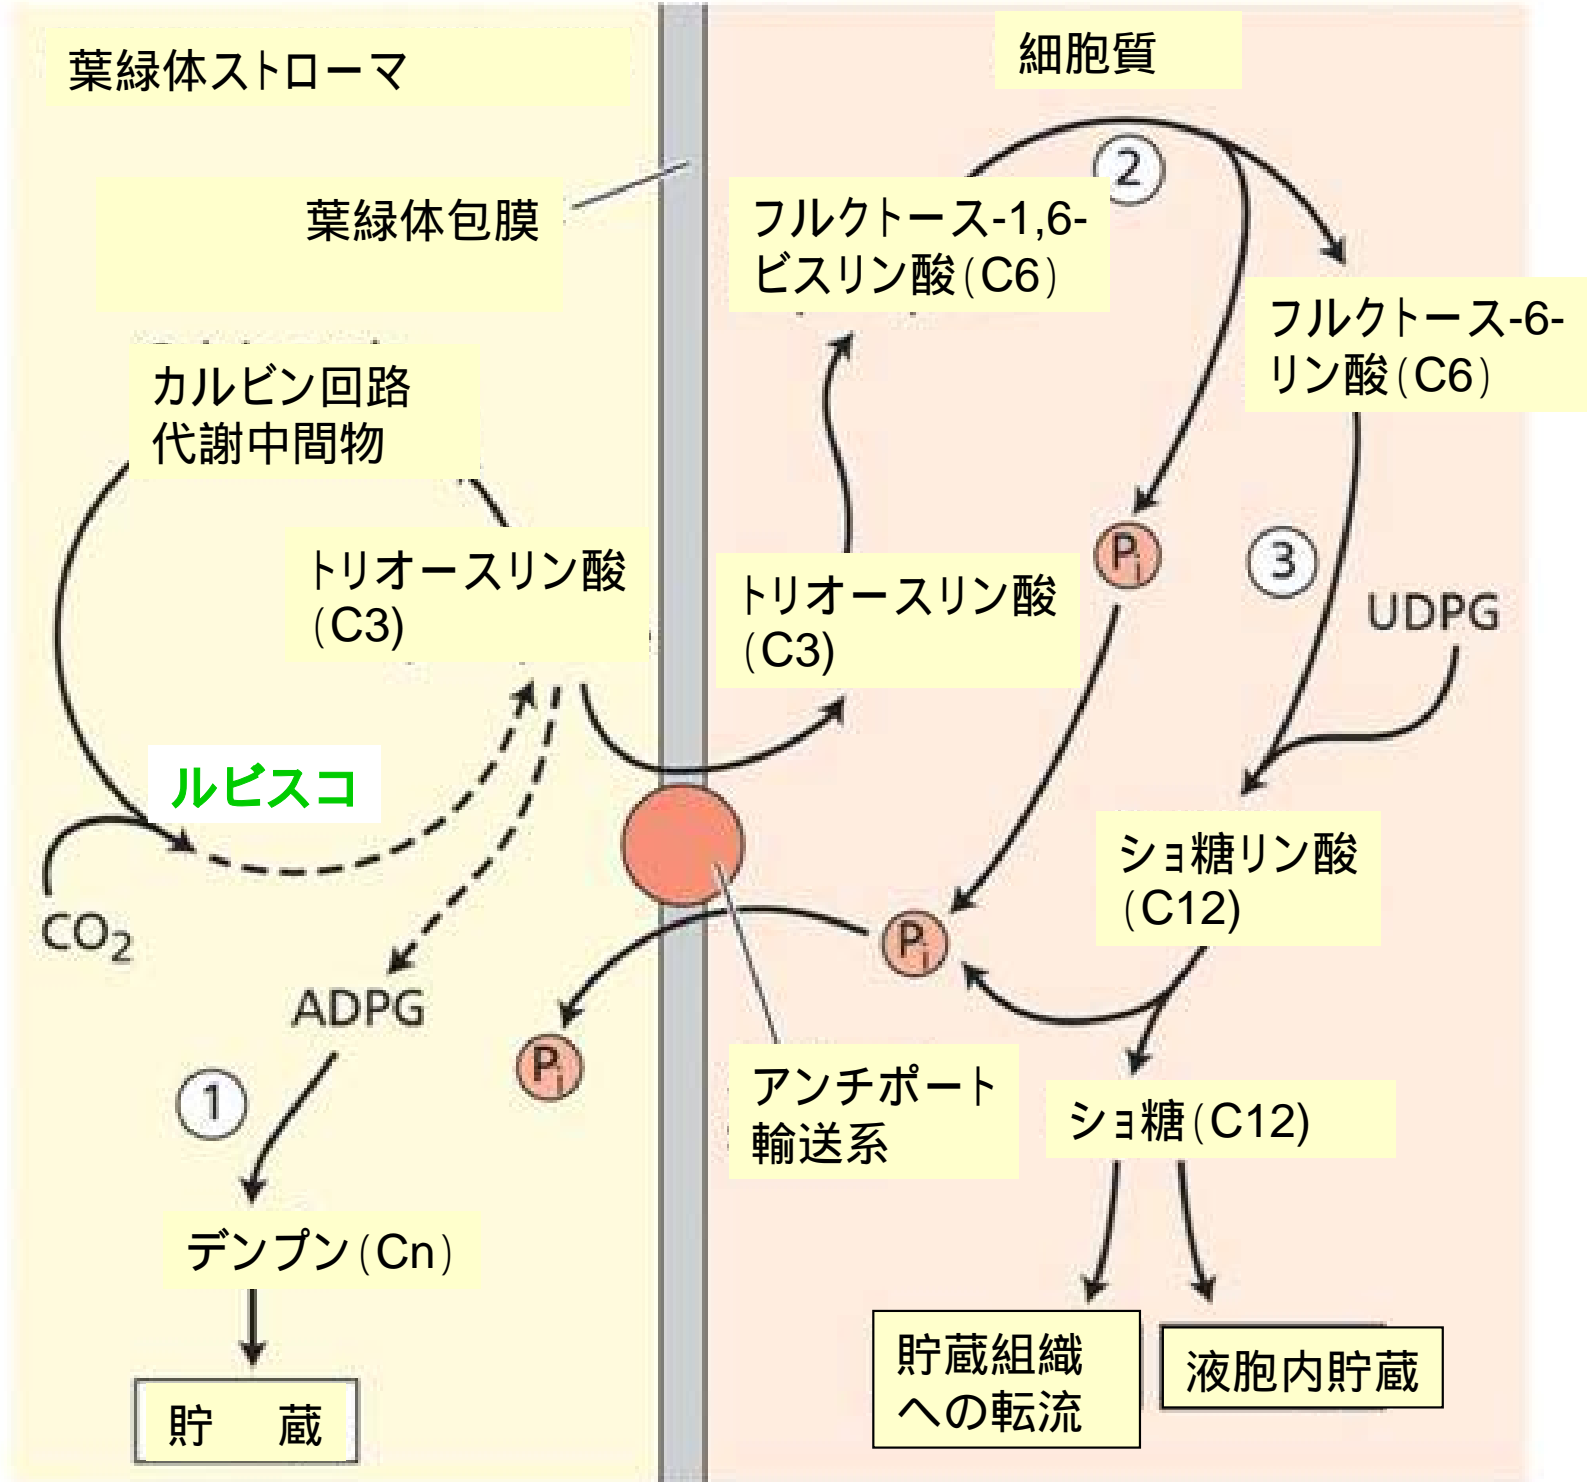 葉緑体ストローマ
細胞質
葉緑体包膜
②
フルクトース-1,6-
ビスリン酸(C6)
フルクトース-6-
リン酸(C6)
カルビン回路
代謝中間物
トリオースリン酸
(C3)
トリオースリン酸
(C3)
Pi
③
UDPG
ルビスコ
CO₂
ショ糖リン酸
(C12)
Pi
ADPG
Pi
①
アンチポート
輸送系
ショ糖(C12)
デンプン(Cn)
貯蔵組織
への転流
液胞内貯蔵
貯 蔵